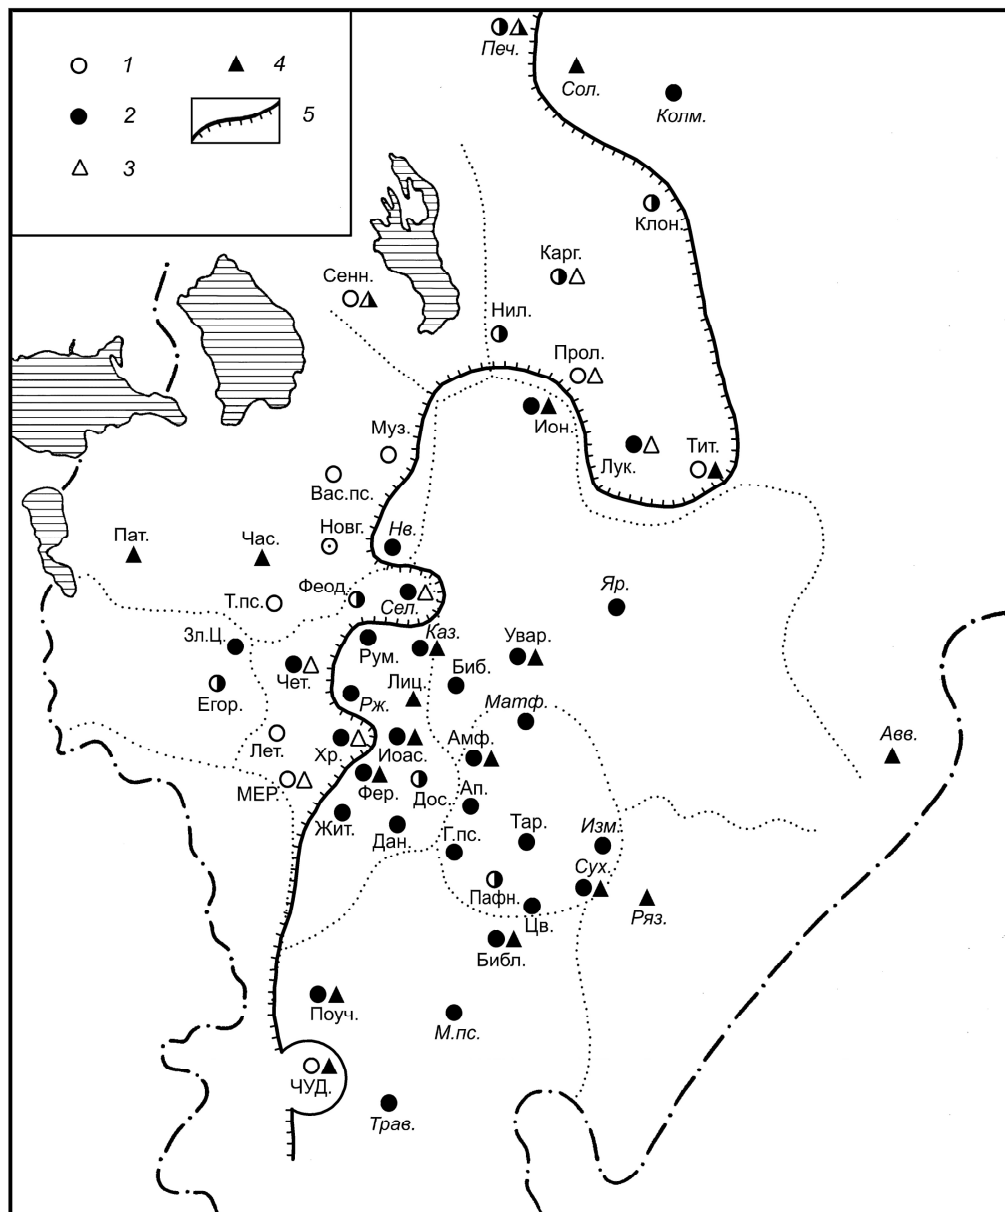 1 4
2 5
3
Печ.
Сол.
Колм.
Клон.
Карг.
Сенн.
Нил.
Прол.
Ион.
Муз.
Лук.
Тит.
Вас.пс.
Новг.
Нв.
Пат.
Час.
Феод.
Т.пс.
Сел.
Яр.
Зл.Ц.
Рум.
Каз.
Увар.
Чет.
Биб.
Егор.
Лиц.
Рж.
Матф.
Лет.
Хр.
Иоас.
Амф.
Авв.
МЕР.
Фер.
Дос.
Ап.
Жит.
Дан.
Г.пс.
Тар.
Изм.
Сух.
Пафн.
Цв.
Ряз.
Библ.
Поуч.
М.пс.
ЧУД.
Трав.